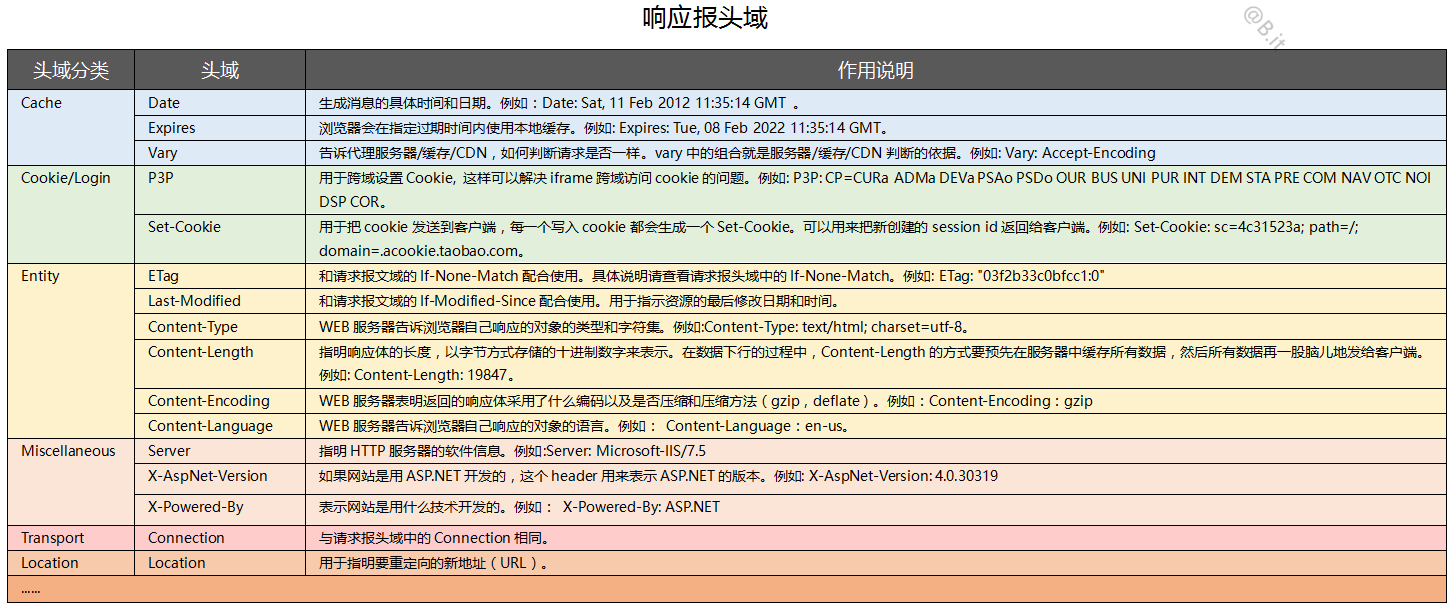 响应报头域
@B.it
头域分类 头域 作用说明
Cache Date 生成消息的具体时间和日期。例如：Date: Sat, 11 Feb 2012 11:35:14 GMT 。
Expires 浏览器会在指定过期时间内使用本地缓存。例如: Expires: Tue, 08 Feb 2022 11:35:14 GMT。
Vary 告诉代理服务器/缓存/CDN，如何判断请求是否一样。vary 中的组合就是服务器/缓存/CDN 判断的依据。例如: Vary: Accept-Encoding
Cookie/Login P3P 用于跨域设置 Cookie, 这样可以解决 iframe 跨域访问 cookie 的问题。例如: P3P: CP=CURa ADMa DEVa PSAo PSDo OUR BUS UNI PUR INT DEM STA PRE COM NAV OTC NOI
DSP COR。
Set-Cookie 用于把 cookie 发送到客户端，每一个写入 cookie 都会生成一个 Set-Cookie。可以用来把新创建的 session id 返回给客户端。例如: Set-Cookie: sc=4c31523a; path=/;
domain=.acookie.taobao.com。
Entity ETag 和请求报文域的 If-None-Match 配合使用。具体说明请查看请求报头域中的 If-None-Match。例如: ETag: "03f2b33c0bfcc1:0"
Last-Modified 和请求报文域的 If-Modified-Since 配合使用。用于指示资源的最后修改日期和时间。
Content-Type WEB 服务器告诉浏览器自己响应的对象的类型和字符集。例如:Content-Type: text/html; charset=utf-8。
Content-Length 指明响应体的长度，以字节方式存储的十进制数字来表示。在数据下行的过程中，Content-Length 的方式要预先在服务器中缓存所有数据，然后所有数据再一股脑儿地发给客户端。
例如: Content-Length: 19847。
Content-Encoding WEB 服务器表明返回的响应体采用了什么编码以及是否压缩和压缩方法（gzip，deflate）。例如：Content-Encoding：gzip
Content-Language WEB 服务器告诉浏览器自己响应的对象的语言。例如： Content-Language：en-us。
Miscellaneous Server 指明 HTTP 服务器的软件信息。例如:Server: Microsoft-IIS/7.5
X-AspNet-Version 如果网站是用 ASP.NET 开发的，这个 header 用来表示 ASP.NET 的版本。例如: X-AspNet-Version: 4.0.30319
X-Powered-By 表示网站是用什么技术开发的。例如： X-Powered-By: ASP.NET
Transport Connection 与请求报头域中的 Connection 相同。
Location Location 用于指明要重定向的新地址（URL）。
......